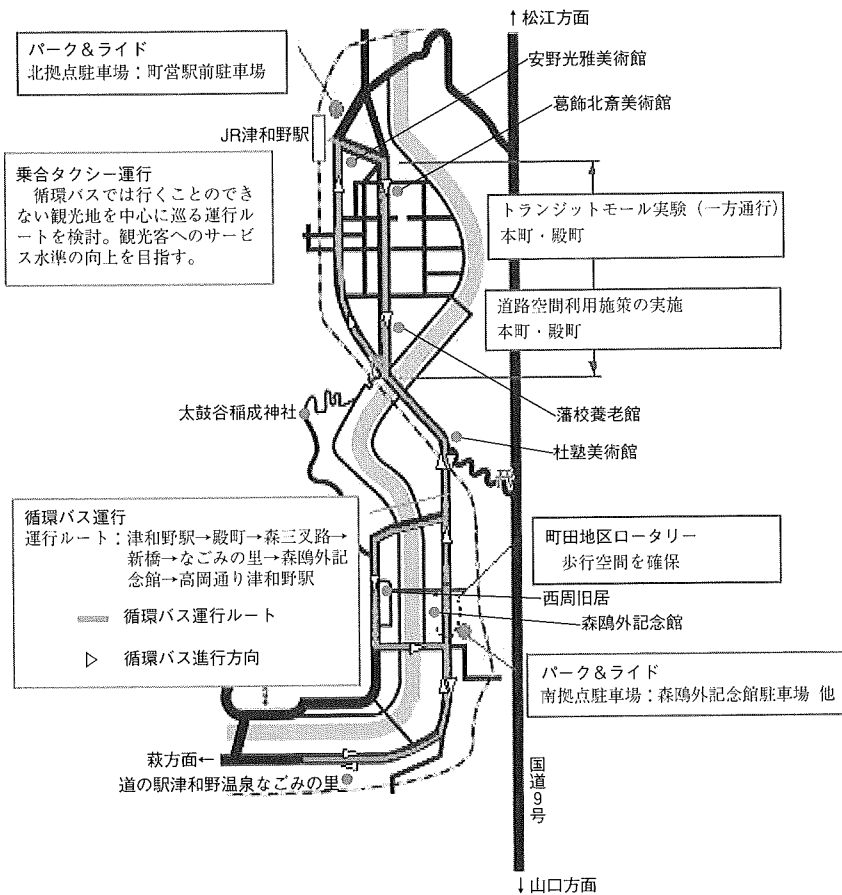 ↑松江方面
パーク＆ライド
北拠点駐車場：町営駅前駐車場
安野光雅美術館
葛飾北斎美術館
JR津和野駅
乗合タクシー運行
循環バスでは行くことのでき
ない観光地を中心に巡る運行ル
ートを検討。観光客へのサービ
ス水準の向上を目指す。
トランジットモール実験（一方通行）
本町・殿町
道路空間利用施策の実施
本町・殿町
太鼓谷稲成神社
藩校養老館
杜塾美術館
循環バス運行
運行ルート：津和野駅→殿町→森三叉路→
新橋→なごみの里→森鴎外記
念館→高岡通り津和野駅
循環バス運行ルート
▷ 循環バス進行方向
町田地区ロータリー
歩行空間を確保
西周旧居
森鴎外記念館
パーク＆ライド
南拠点駐車場：森鴎外記念館駐車場 他
萩方面←
道の駅津和野温泉なごみの里
国道9号
↓山口方面